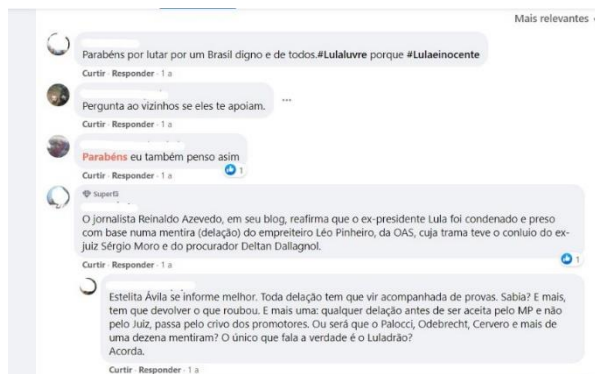 Mais relevantes
Parabéns por lutar por um Brasil digno e de todos.#Lulaluvre porque #Lulaeinocente
Curtir · Responder · 1 a
Pergunta ao vizinhos se eles te apoiam.
...
Curtir · Responder · 1 a
Parabéns eu também penso asim
1
Curtir · Responder · 1 a
SuperG
O jornalista Reinaldo Azevedo, em seu blog, reafirma que o ex-presidente Lula foi condenado e preso
com base numa mentira (delação) do empreiteiro Léo Pinheiro, da OAS, cuja trama teve o conluio do ex-
juiz Sérgio Moro e do procurador Deltan Dallagnol.
1
Curtir · Responder · 1 a
Estelita Ávila se informe melhor. Toda delação tem que vir acompanhada de provas. Sabia? E mais,
tem que devolver o que roubou. E mais uma: qualquer delação antes de ser aceita pelo MP e não
pelo Juiz, passa pelo crivo dos promotores. Ou será que o Palocci, Odebrecht, Cervero e mais de
uma dezena mentiram? O único que fala a verdade é o Luladrão?
Acorda.
Curtir · Responder · 1 a